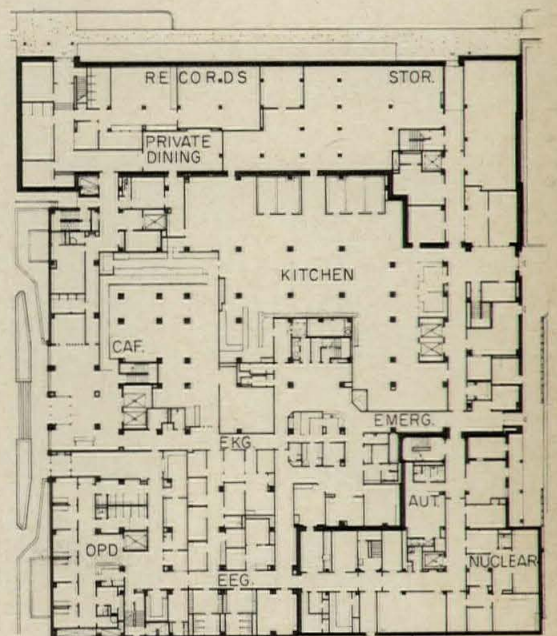 RECORDS
STOR.
PRIVATE
DINING
KITCHEN
CAF.
EMERG.
EKG.
AUT.
OPD
NUCLEAR
EEG.